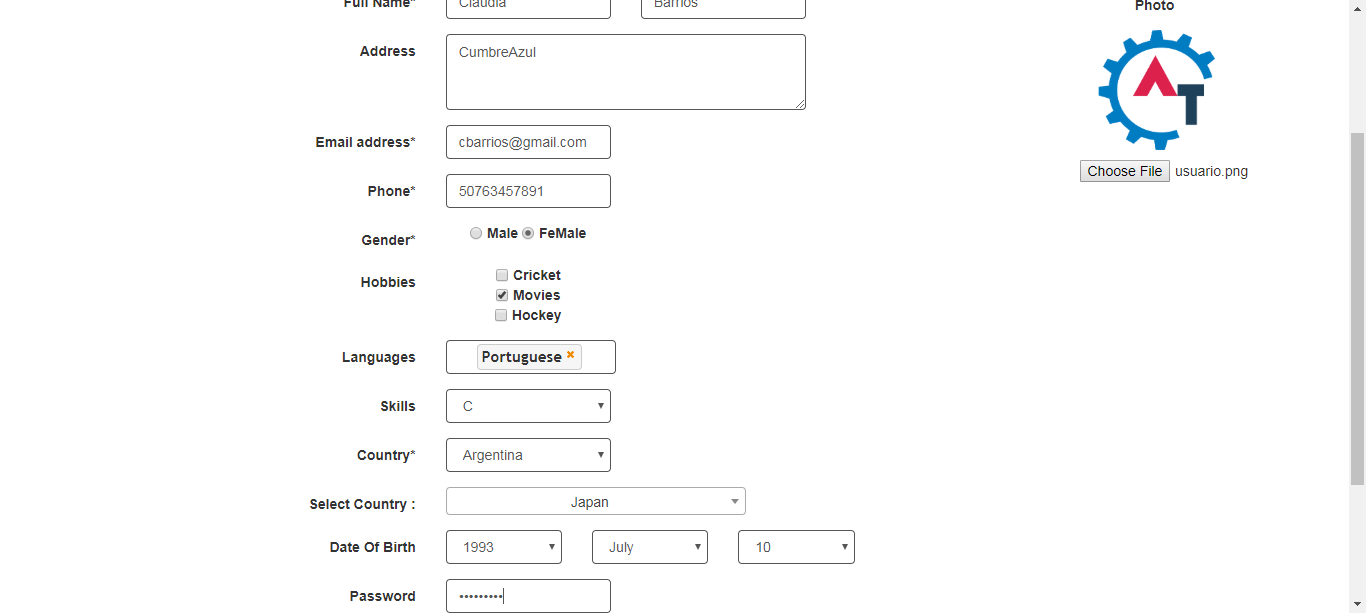 Full Name* Claudia Barrios
Photo
Address CumbreAzul
AT
Email address* cbarrios@gmail.com
Choose File usuario.png
Phone* 50763457891
Gender* Male FeMale
Hobbies Cricket
Movies
Hockey
Languages Portuguese ×
Skills C
Country* Argentina
Select Country : Japan
Date Of Birth 1993 July 10
Password •••••••••